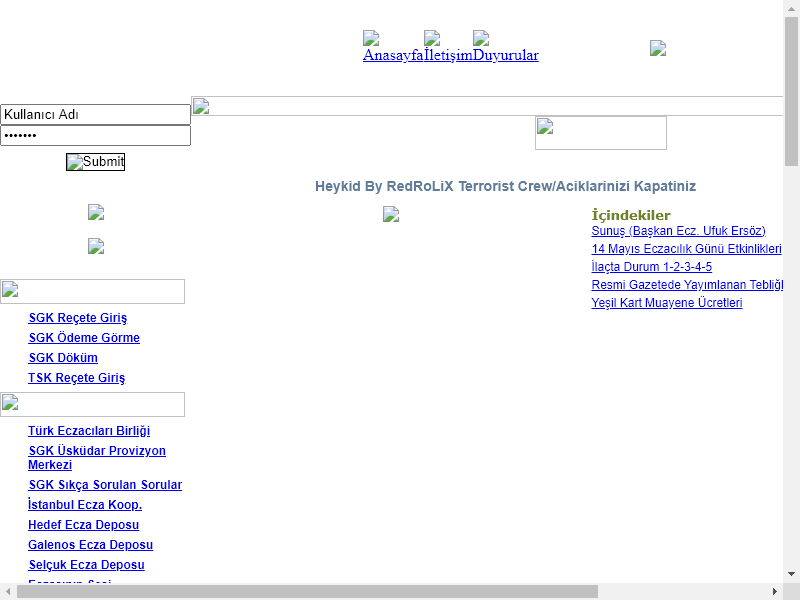 Anasayfa İletişim Duyurular
Kullanıcı Adı
•••••••
Submit
Heykid By RedRoLiX Terrorist Crew/Aciklarinizi Kapatiniz
İçindekiler
Sunuş (Başkan Ecz. Ufuk Ersöz)
14 Mayıs Eczacılık Günü Etkinlikleri
İlaçta Durum 1-2-3-4-5
Resmi Gazetede Yayımlanan Tebliğ
Yeşil Kart Muayene Ücretleri
SGK Reçete Giriş
SGK Ödeme Görme
SGK Döküm
TSK Reçete Giriş
Türk Eczacıları Birliği
SGK Üsküdar Provizyon
Merkezi
SGK Sıkça Sorulan Sorular
İstanbul Ecza Koop.
Hedef Ecza Deposu
Galenos Ecza Deposu
Selçuk Ecza Deposu